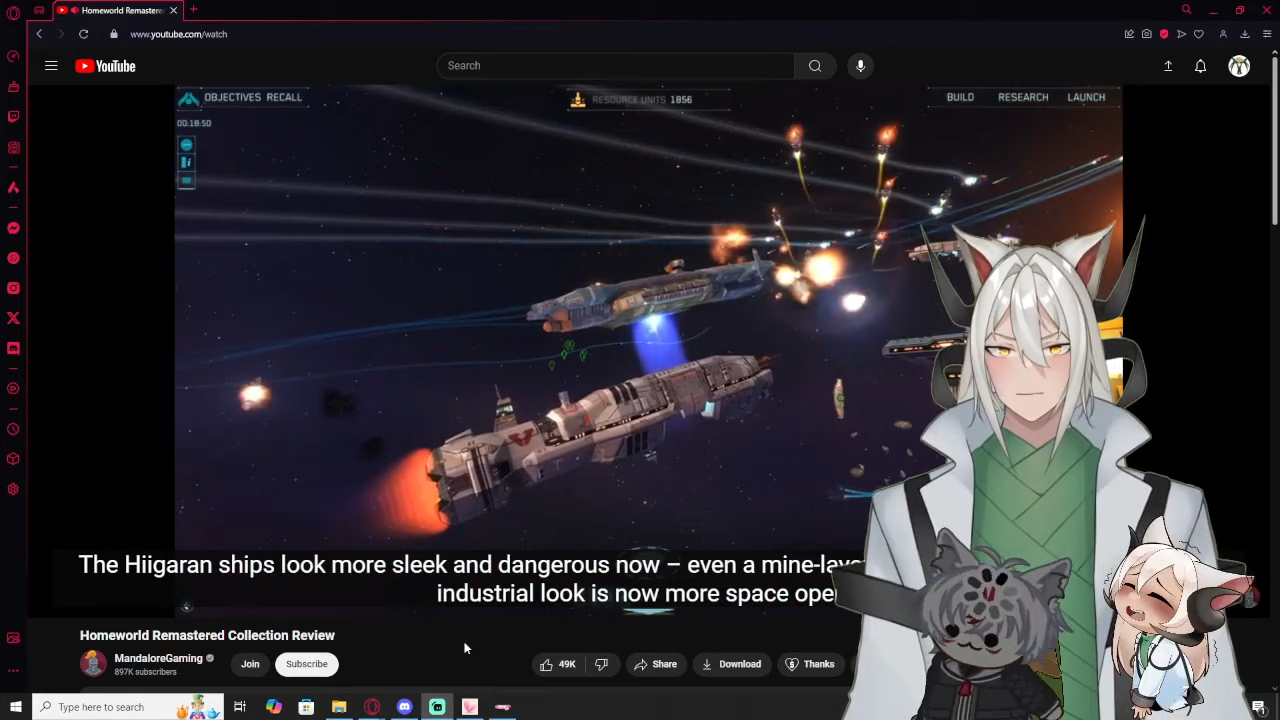 Homeworld Remastered
www.youtube.com/watch
YouTube
Search
OBJECTIVES RECALL
RESOURCE UNITS 1856
BUILD RESEARCH LAUNCH
00:18:50
The Hiigaran ships look more sleek and dangerous now – even a mine-laye
industrial look is now more space ope
Homeworld Remastered Collection Review
MandaloreGaming
897K subscribers
Join
Subscribe
49K
Share
Download
Thanks
Type here to search